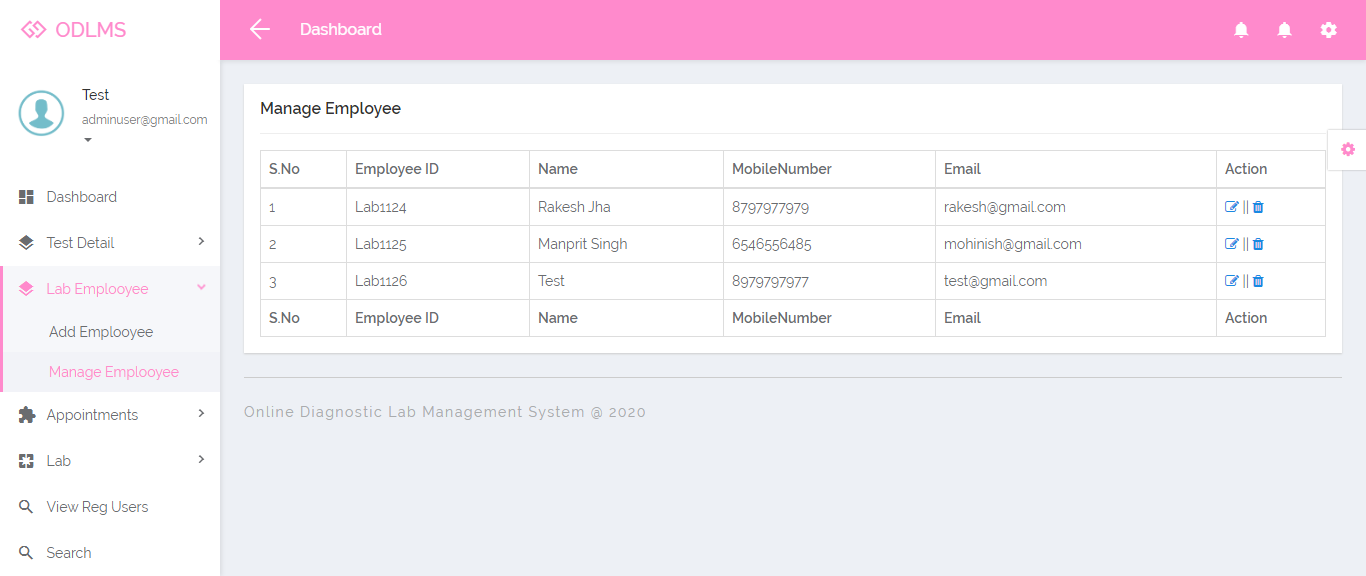 ODLMS
Dashboard
Test
adminuser@gmail.com
Dashboard
Test Detail
Lab Emplooyee
Add Emplooyee
Manage Emplooyee
Appointments
Lab
View Reg Users
Search
Manage Employee
S.No Employee ID Name MobileNumber Email Action
1 Lab1124 Rakesh Jha 8797977979 rakesh@gmail.com ||
2 Lab1125 Manprit Singh 6546556485 mohinish@gmail.com ||
3 Lab1126 Test 8979797977 test@gmail.com ||
S.No Employee ID Name MobileNumber Email Action
Online Diagnostic Lab Management System @ 2020